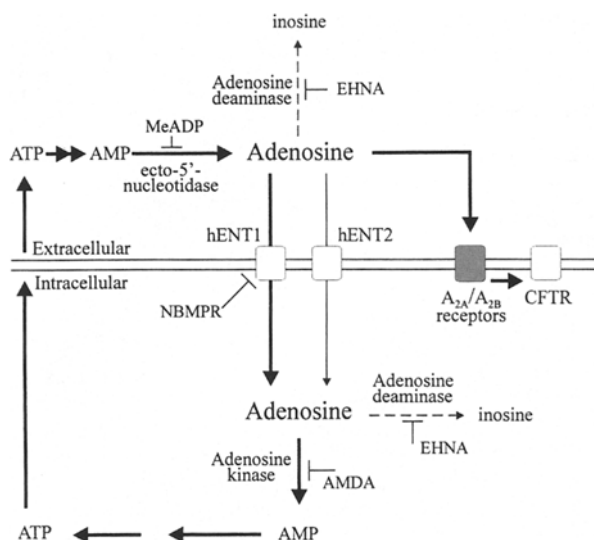 inosine
Adenosine
deaminase
EHNA
MeADP
ATP
AMP
Adenosine
ecto-5'-
nucleotidase
hENT1
hENT2
Extracellular
Intracellular
NBMPR
A2A/A2B
receptors
CFTR
Adenosine
deaminase
Adenosine
inosine
EHNA
Adenosine
kinase
AMDA
ATP
AMP